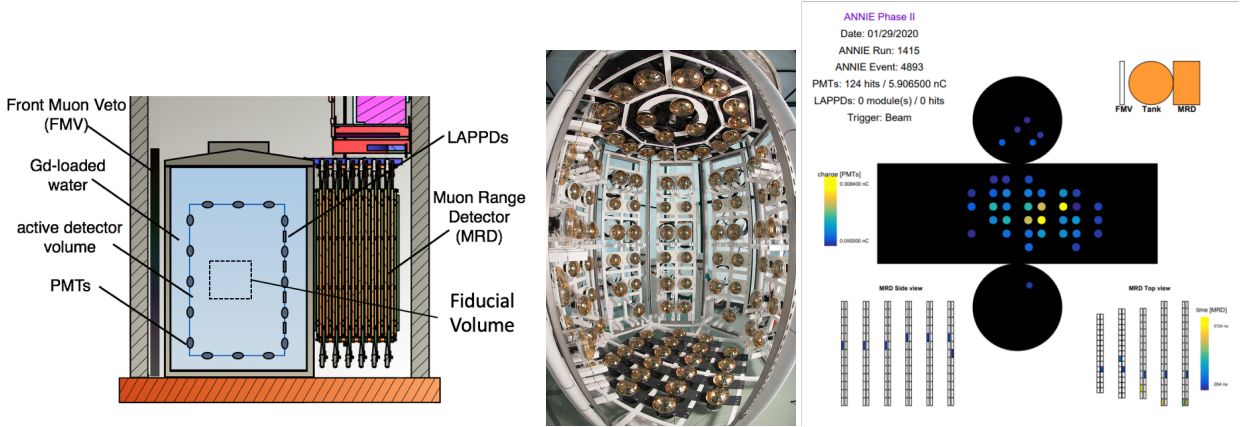 Front Muon Veto
(FMV)
Gd-loaded
water
active detector
volume
PMTs
LAPPDs
Muon Range
Detector
(MRD)
Fiducial
Volume
ANNIE Phase II
Date: 01/29/2020
ANNIE Run: 1415
ANNIE Event: 4893
PMTs: 124 hits / 5.906500 nC
LAPPDs: 0 module(s) / 0 hits
Trigger: Beam
FMV Tank MRD
charge [PMTs]
0.308400 nC
0.050000 nC
MRD Side view
MRD Top view
time [MRD]
3724 ns
264 ns